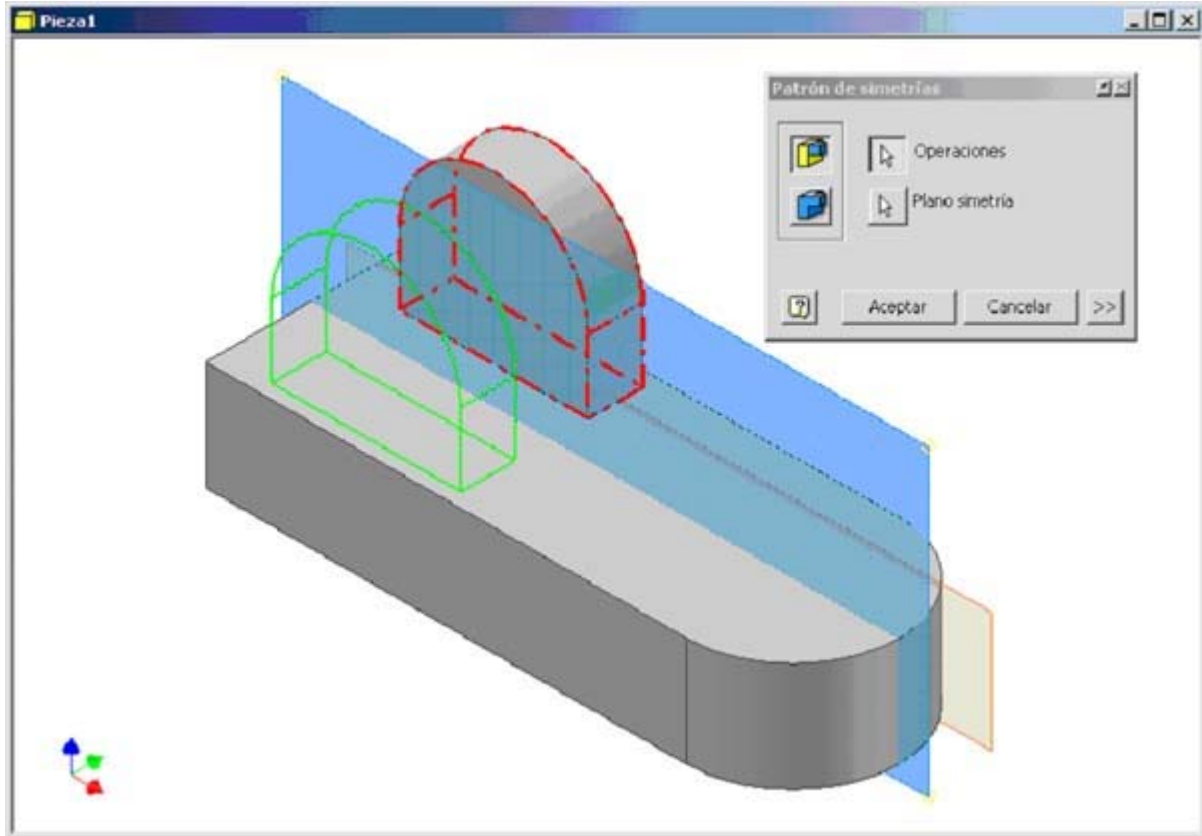 Pieza1
Patrón de simetrías
Operaciones
Plano simetría
Aceptar
Cancelar
>>